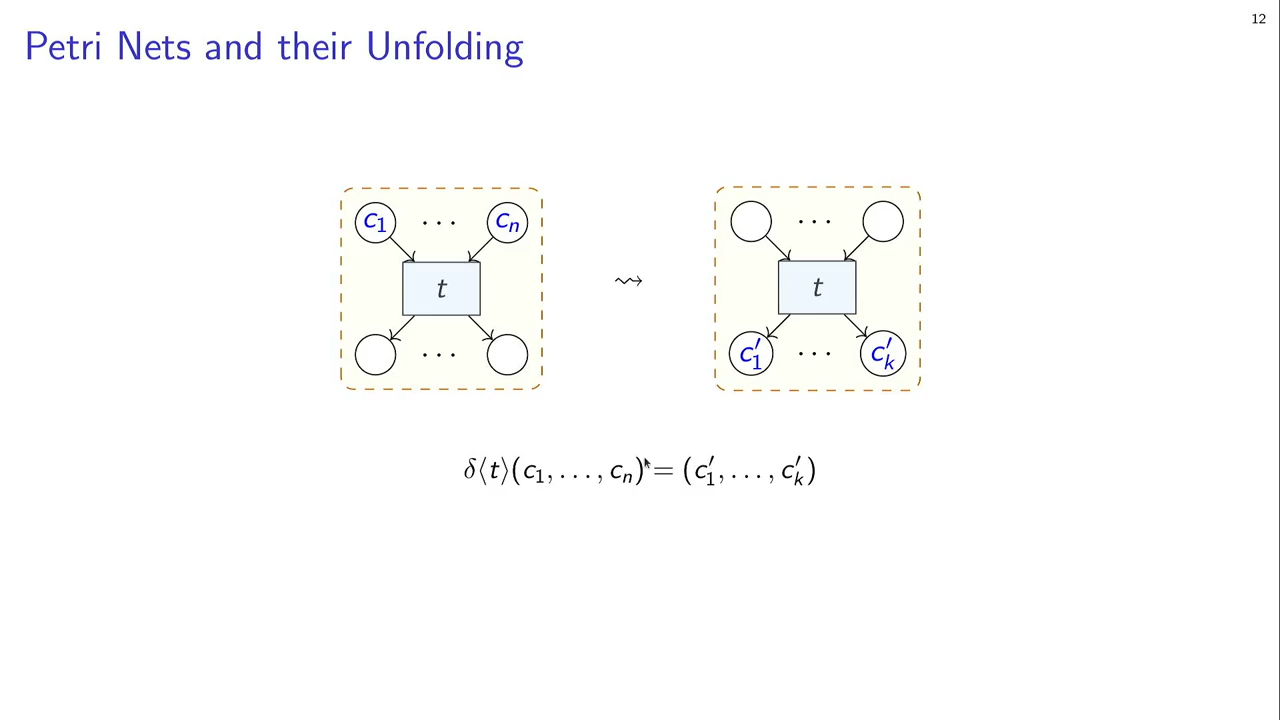 12
Petri Nets and their Unfolding
c₁ ··· cₙ ···
t ⇝ t
··· c′₁ ··· c′ₖ
δ⟨t⟩(c₁, . . . , cₙ) = (c′₁, . . . , c′ₖ)